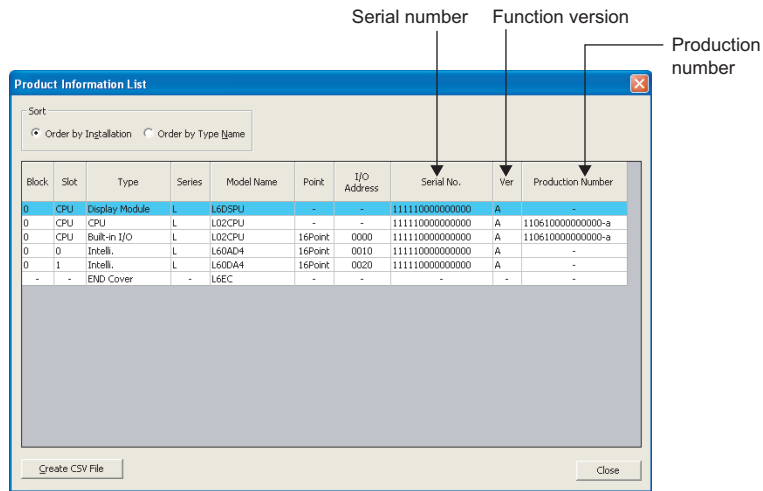 Serial number Function version
Production
number
Product Information List
Sort
Order by Installation Order by Type Name
Block Slot Type Series Model Name Point I/O Address Serial No. Ver Production Number
0 CPU Display Module L L6DSPU - - 111110000000000 A -
0 CPU CPU L L02CPU - - 111110000000000 A 110610000000000-a
0 CPU Built-in I/O L L02CPU 16Point 0000 111110000000000 A 110610000000000-a
0 0 Intelli. L L60AD4 16Point 0010 111110000000000 A -
0 1 Intelli. L L60DA4 16Point 0020 111110000000000 A -
- - END Cover - L6EC - - - - -
Create CSV File Close